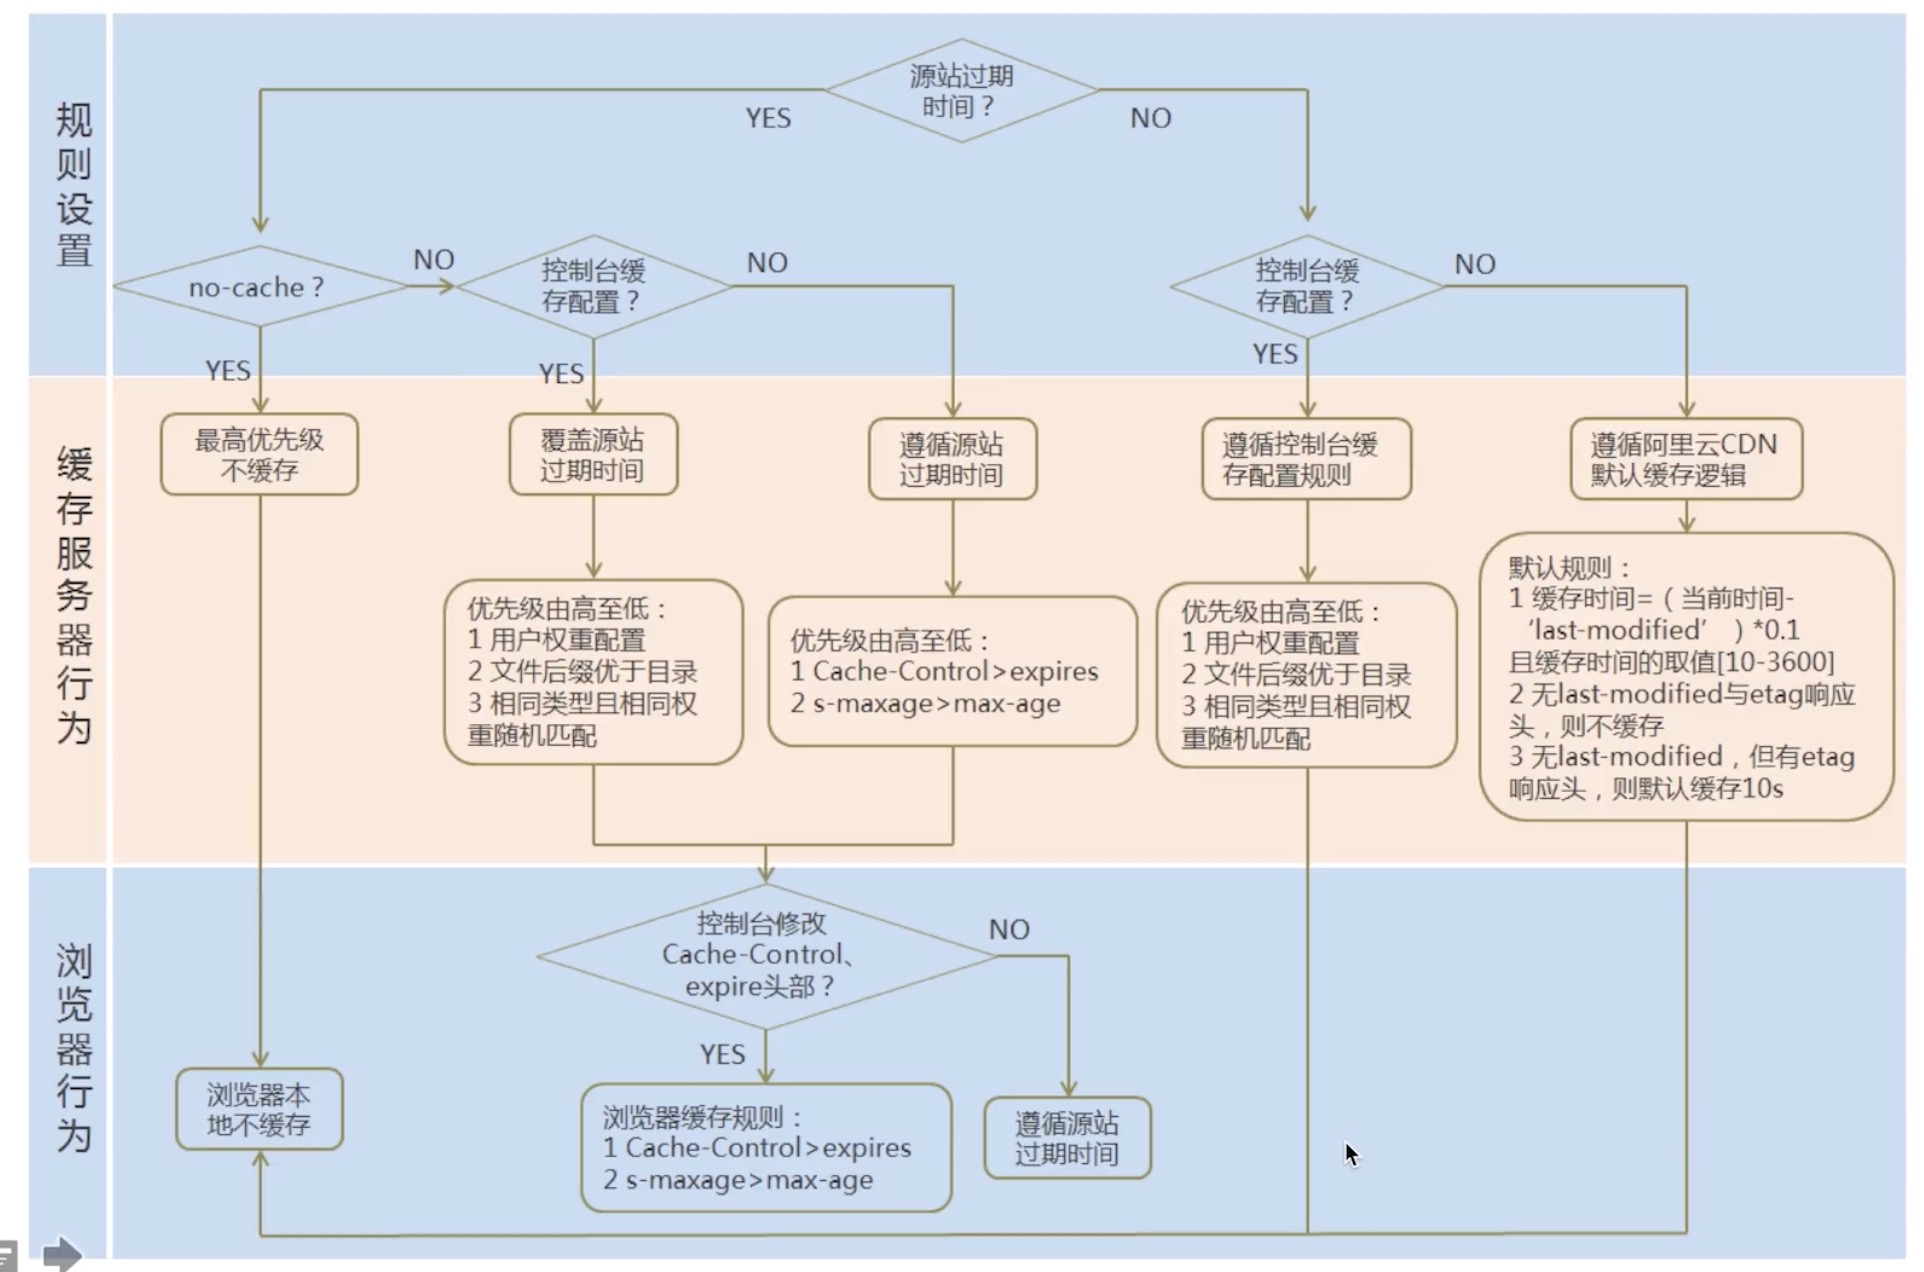 规则设置
源站过期
时间？
YES
NO
no-cache？
NO
控制台缓
存配置？
NO
控制台缓
存配置？
NO
YES
YES
YES
缓存服务器行为
最高优先级
不缓存
覆盖源站
过期时间
遵循源站
过期时间
遵循控制台缓
存配置规则
遵循阿里云CDN
默认缓存逻辑
优先级由高至低：
1 用户权重配置
2 文件后缀优于目录
3 相同类型且相同权
重随机匹配
优先级由高至低：
1 Cache-Control>expires
2 s-maxage>max-age
优先级由高至低：
1 用户权重配置
2 文件后缀优于目录
3 相同类型且相同权
重随机匹配
默认规则：
1 缓存时间=（当前时间-
‘last-modified’）*0.1
且缓存时间的取值[10-3600]
2 无last-modified与etag响应
头，则不缓存
3 无last-modified，但有etag
响应头，则默认缓存10s
浏览器行为
控制台修改
Cache-Control、
expire头部？
NO
YES
浏览器本
地不缓存
浏览器缓存规则：
1 Cache-Control>expires
2 s-maxage>max-age
遵循源站
过期时间